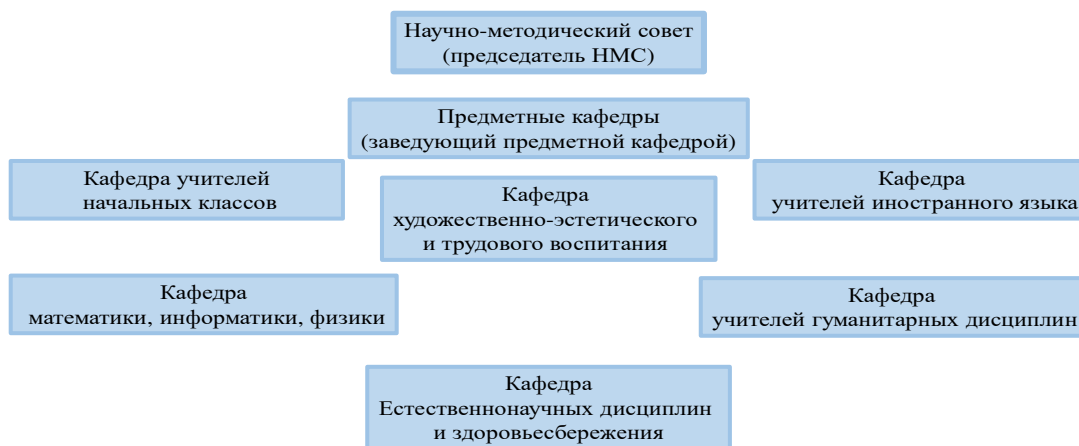 Научно-методический совет
(председатель НМС)
Предметные кафедры
(заведующий предметной кафедрой)
Кафедра учителей
начальных классов
Кафедра
художественно-эстетического
и трудового воспитания
Кафедра
учителей иностранного языка
Кафедра
математики, информатики, физики
Кафедра
учителей гуманитарных дисциплин
Кафедра
Естественнонаучных дисциплин
и здоровьесбережения